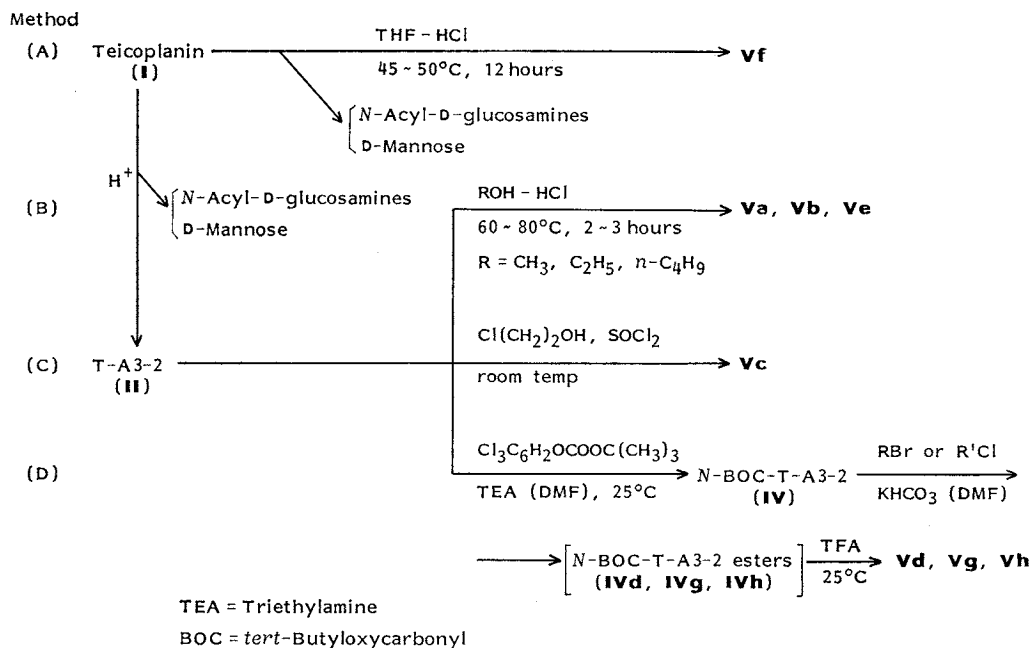 Method
(A) Teicoplanin THF-HCl Vf
(I) 45~50°C, 12 hours
N-Acyl-D-glucosamines
D-Mannose
H+
N-Acyl-D-glucosamines
D-Mannose
(B) ROH-HCl Va, Vb, Ve
60~80°C, 2~3 hours
R=CH3, C2H5, n-C4H9
Cl(CH2)2OH, SOCl2
(C) T-A3-2 Vc
(II) room temp
(D) Cl3C6H2OCOOC(CH3)3 N-BOC-T-A3-2 RBr or R'Cl
TEA (DMF), 25°C (IV) KHCO3 (DMF)
[N-BOC-T-A3-2 esters] TFA Vd, Vg, Vh
(IVd, IVg, IVh) 25°C
TEA = Triethylamine
BOC = tert-Butyloxycarbonyl